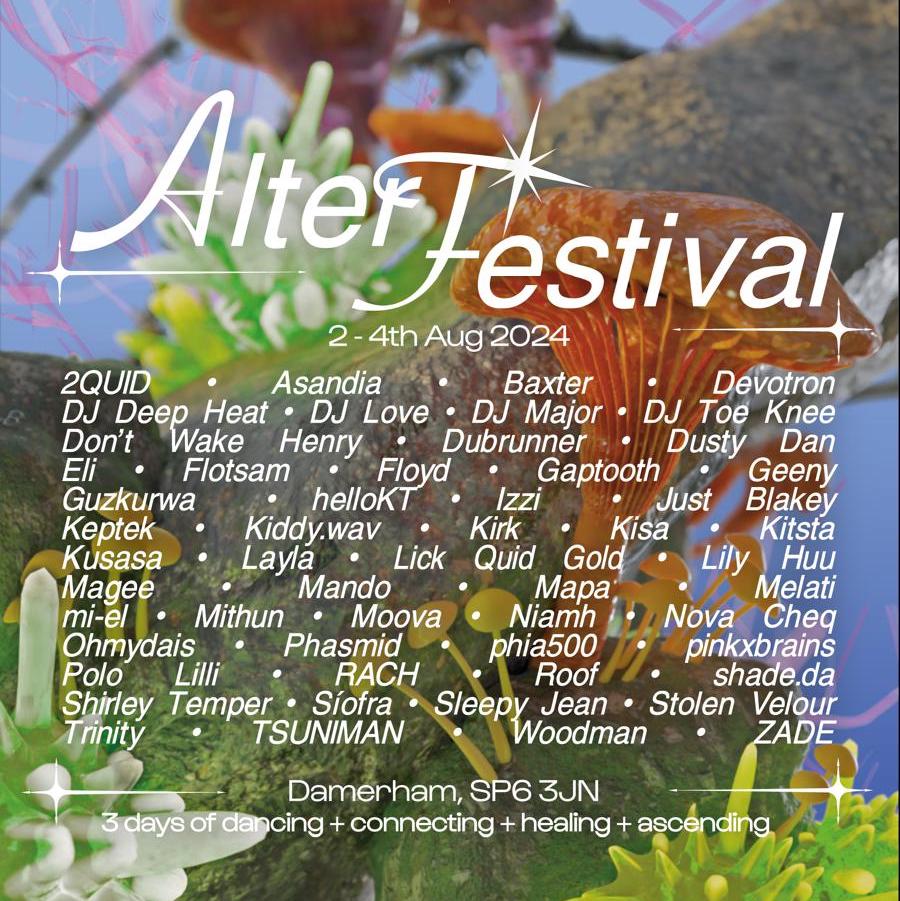 Alter Festival
2 - 4th Aug 2024
2QUID • Asandia • Baxter • Devotron
DJ Deep Heat • DJ Love • DJ Major • DJ Toe Knee
Don't Wake Henry • Dubrunner • Dusty Dan
Eli • Flotsam • Floyd • Gaptooth • Geeny
Guzkurwa • helloKT • Izzi • Just Blakey
Keptek • Kiddy.wav • Kirk • Kisa • Kitsta
Kusasa • Layla • Lick Quid Gold • Lily Huu
Magee • Mando • Mapa • Melati
mi-el • Mithun • Moova • Niamh • Nova Cheq
Ohmydais • Phasmid • phia500 • pinkxbrains
Polo Lilli • RACH • Roof • shade.da
Shirley Temper • Síofra • Sleepy Jean • Stolen Velour
Trinity • TSUNIMAN • Woodman • ZADE
Damerham, SP6 3JN
3 days of dancing + connecting + healing + ascending